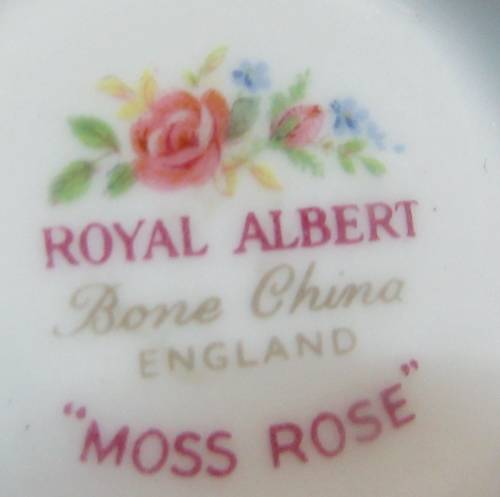 ROYAL ALBERT
Bone China
ENGLAND
"MOSS ROSE"